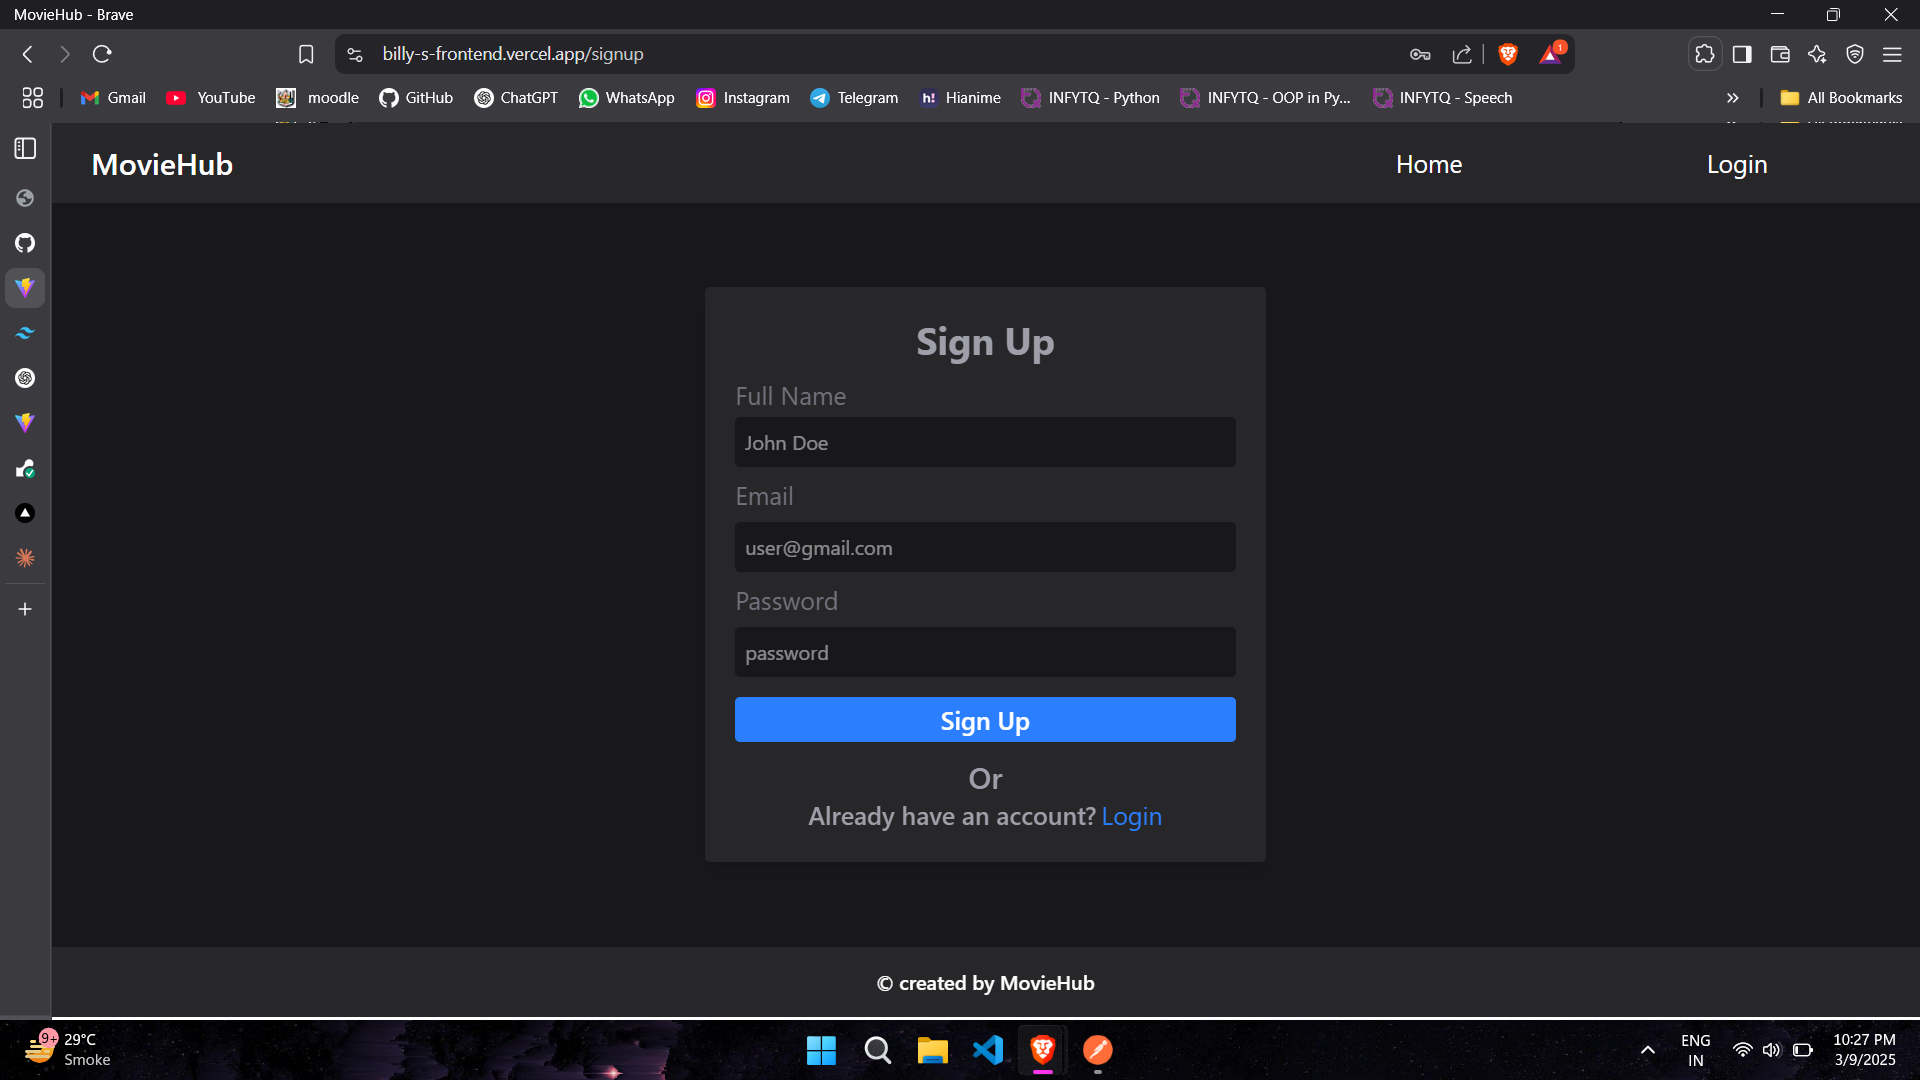 MovieHub - Brave
billy-s-frontend.vercel.app/signup
1
Gmail YouTube moodle GitHub ChatGPT WhatsApp Instagram Telegram h! Hianime INFYTQ - Python INFYTQ - OOP in Py... INFYTQ - Speech » All Bookmarks
MovieHub Home Login
Sign Up
Full Name
John Doe
Email
user@gmail.com
Password
password
Sign Up
Or
Already have an account? Login
© created by MovieHub
9+ 29°C
Smoke
ENG
IN
10:27 PM
3/9/2025